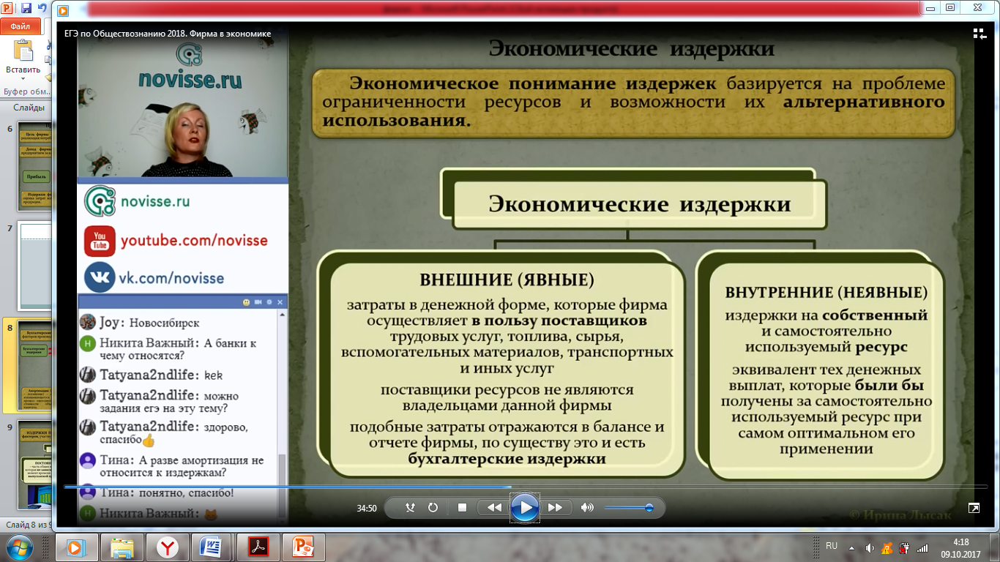 Файл
Вставить
Буфер обм...
Слайды
6
7
8
9
Слайд 8 из 9
ЕГЭ по Обществознанию 2018. Фирма в экономике
novisse.ru
novisse.ru
You Tube
youtube.com/novisse
vk.com/novisse
Joy: Новосибирск
Никита Важный: А банки к
чему относятся?
Tatyana2ndlife: kek
Tatyana2ndlife: можно
задания егэ на эту тему?
Tatyana2ndlife: здорово,
спасибо👍
Тина: А разве амортизация не
относится к издержкам?
Тина: понятно, спасибо!
Никита Важный:
Экономические издержки
Экономическое понимание издержек базируется на проблеме
ограниченности ресурсов и возможности их альтернативного
использования.
Экономические издержки
ВНЕШНИЕ (ЯВНЫЕ)
затраты в денежной форме, которые фирма
осуществляет в пользу поставщиков
трудовых услуг, топлива, сырья,
вспомогательных материалов, транспортных
и иных услуг
поставщики ресурсов не являются
владельцами данной фирмы
подобные затраты отражаются в балансе и
отчете фирмы, по существу это и есть
бухгалтерские издержки
ВНУТРЕННИЕ (НЕЯВНЫЕ)
издержки на собственный
и самостоятельно
используемый ресурс
эквивалент тех денежных
выплат, которые были бы
получены за самостоятельно
используемый ресурс при
самом оптимальном его
применении
34:50
© Ирина Лысак
RU
4:18
09.10.2017